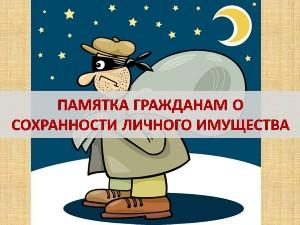 ПАМЯТКА ГРАЖДАНАМ О
СОХРАННОСТИ ЛИЧНОГО ИМУЩЕСТВА